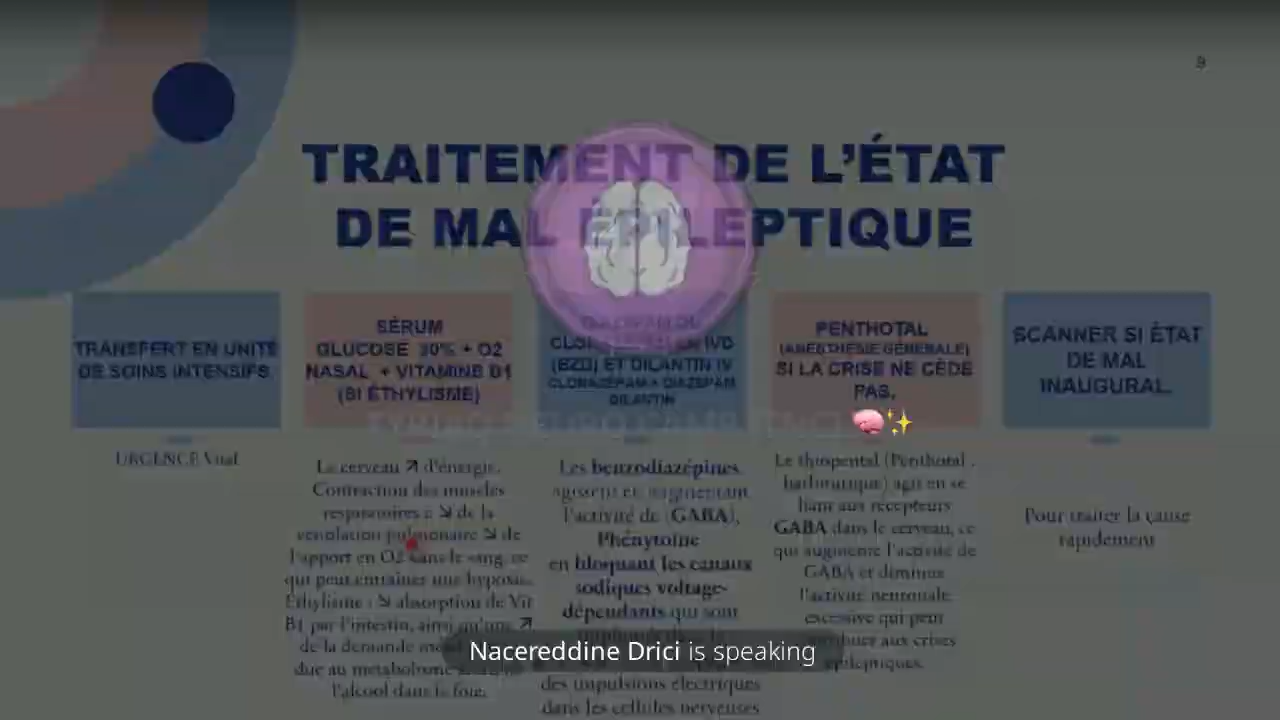 9
TRAITEMENT DE L'ÉTAT
DE MAL ÉPILEPTIQUE
TRANSFERT EN UNITÉ
DE SOINS INTENSIFS
URGENCE Vital
SÉRUM
GLUCOSÉ 30% + O2
NASAL + VITAMINE B1
(SI ÉTHYLISME)
Le cerveau ↗ d'énergie.
Contraction des muscles
respiratoires : ↘ de la
ventilation pulmonaire ↘ de
l'apport en O2 dans le sang, ce
qui peut entraîner une hypoxie.
Éthylisme : ↘ absorption de Vit
B1 par l'intestin, ainsi qu'une ↗
de la demande
due au métabolisme
l'alcool dans le foie.
IVD
(BZD) ET DILANTIN IV
CLONAZÉPAM + DIAZÉPAM
DILANTIN
Les benzodiazépines
agissent en augmentant
l'activité de (GABA),
Phénytoïne
en bloquant les canaux
sodiques voltage-
dépendants qui sont
des impulsions électriques
dans les cellules nerveuses
PENTHOTAL
(ANESTHÉSIE GÉNÉRALE)
SI LA CRISE NE CÈDE
PAS.
🧠✨
Le thiopental (Penthotal,
barbiturique) agit en se
liant aux récepteurs
GABA dans le cerveau, ce
qui augmente l'activité de
GABA et diminue
l'activité neuronale
excessive qui peut
aux crises
épileptiques.
SCANNER SI ÉTAT
DE MAL
INAUGURAL.
Pour traiter la cause
rapidement
Nacereddine Drici is speaking